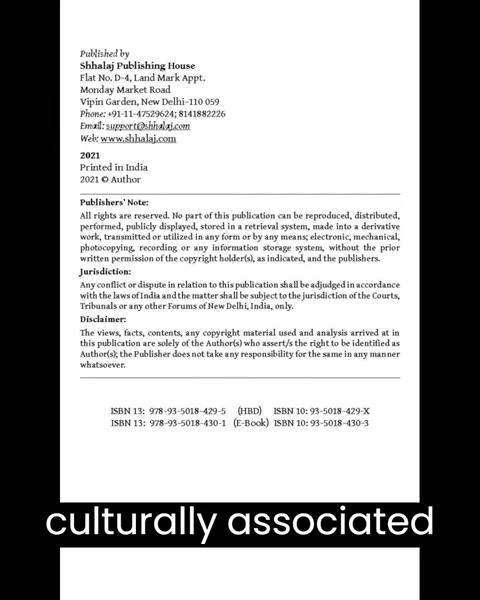 Published by
Shhalaj Publishing House
Flat No. D-4, Land Mark Appt.
Monday Market Road
Vipin Garden, New Delhi-110 059
Phone: +91-11-47529624; 8141882226
Email: support@shhalaj.com
Web: www.shhalaj.com
2021
Printed in India
2021 © Author
Publishers' Note:
All rights are reserved. No part of this publication can be reproduced, distributed,
performed, publicly displayed, stored in a retrieval system, made into a derivative
work, transmitted or utilized in any form or by any means; electronic, mechanical,
photocopying, recording or any information storage system, without the prior
written permission of the copyright holder(s), as indicated, and the publishers.
Jurisdiction:
Any conflict or dispute in relation to this publication shall be adjudged in accordance
with the laws of India and the matter shall be subject to the jurisdiction of the Courts,
Tribunals or any other Forums of New Delhi, India, only.
Disclaimer:
The views, facts, contents, any copyright material used and analysis arrived at in
this publication are solely of the Author(s) who assert/s the right to be identified as
Author(s); the Publisher does not take any responsibility for the same in any manner
whatsoever.
ISBN 13: 978-93-5018-429-5 (HBD) ISBN 10: 93-5018-429-X
ISBN 13: 978-93-5018-430-1 (E-Book) ISBN 10: 93-5018-430-3
culturally associated